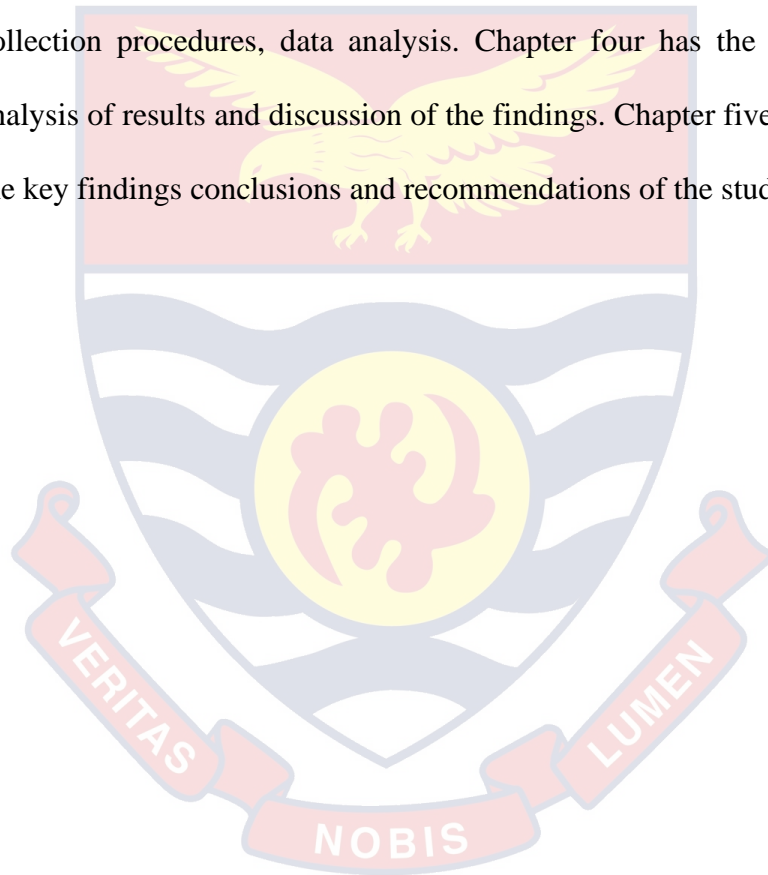 ollection procedures, data analysis. Chapter four has the
nalysis of results and discussion of the findings. Chapter five
e key findings conclusions and recommendations of the stud
VERITAS
NOBIS
LUMEN